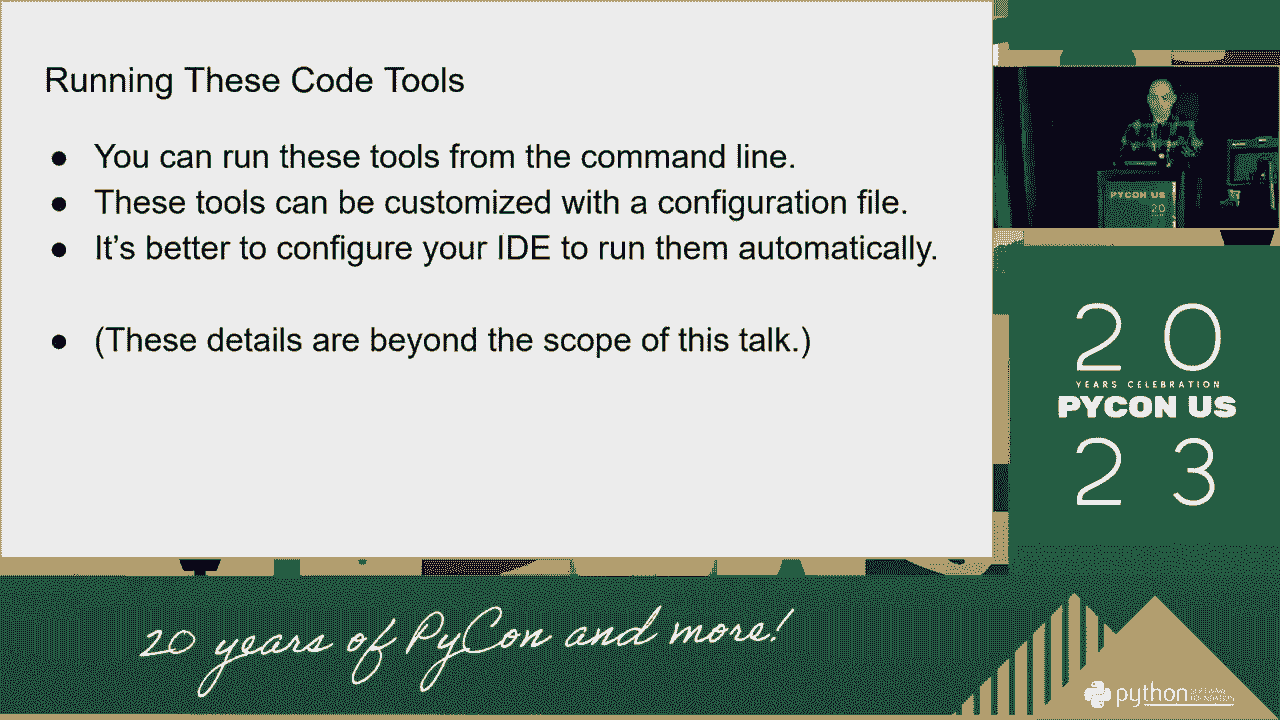 Running These Code Tools
● You can run these tools from the command line.
● These tools can be customized with a configuration file.
● It’s better to configure your IDE to run them automatically.
● (These details are beyond the scope of this talk.)
PYCON US
20
20
YEARS CELEBRATION
PYCON US
23
20 years of PyCon and more!
python SOFTWARE FOUNDATION